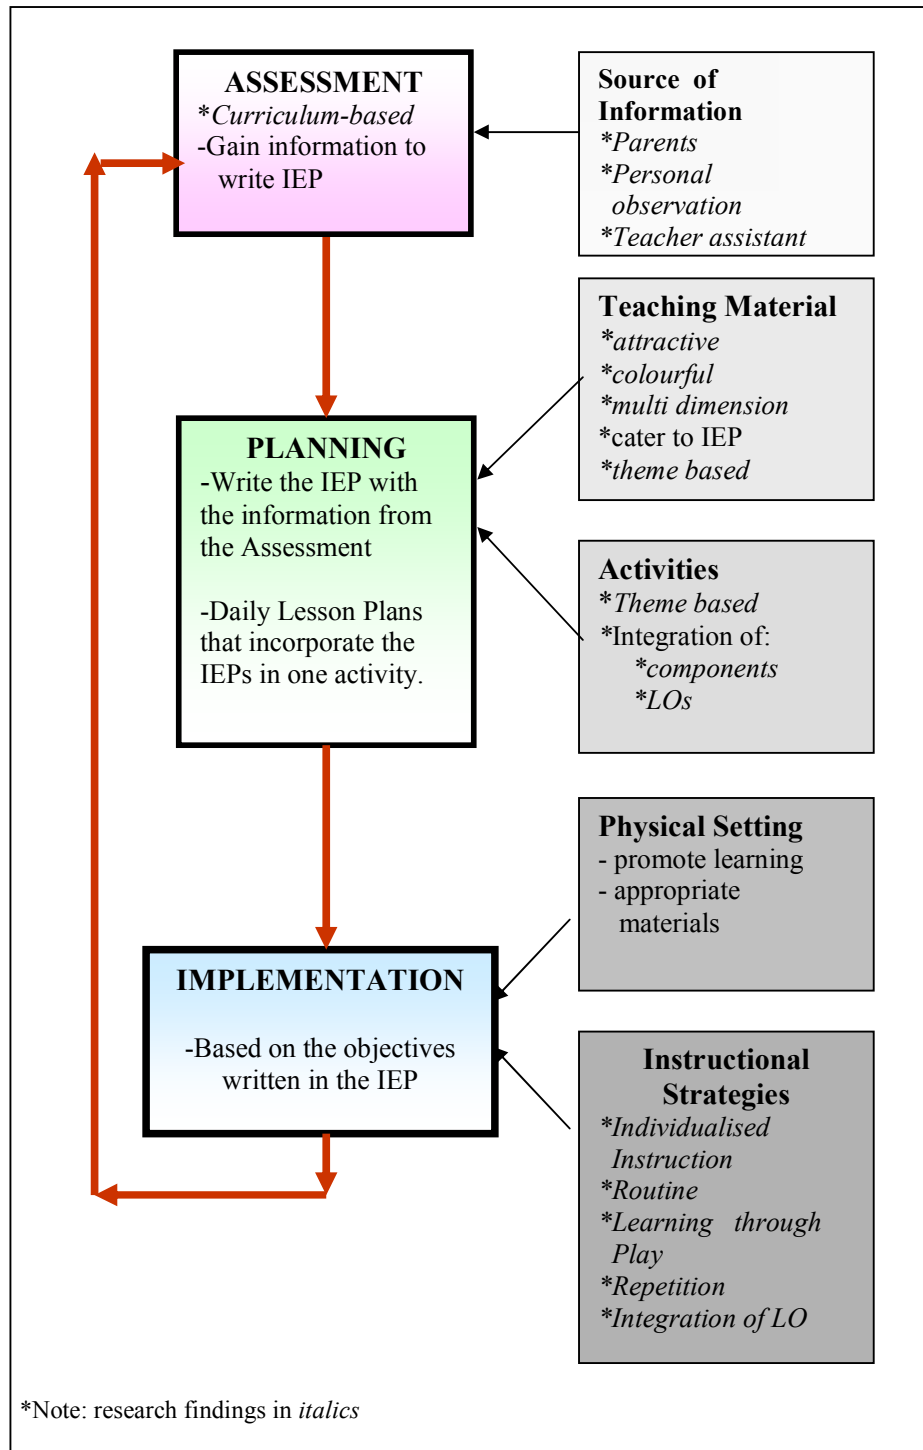 ASSESSMENT
*Curriculum-based
-Gain information to
write IEP
Source of
Information
*Parents
*Personal
observation
*Teacher assistant
Teaching Material
*attractive
*colourful
*multi dimension
*cater to IEP
*theme based
PLANNING
-Write the IEP with
the information from
the Assessment
-Daily Lesson Plans
that incorporate the
IEPs in one activity.
Activities
*Theme based
*Integration of:
*components
*LOs
Physical Setting
- promote learning
- appropriate
materials
IMPLEMENTATION
-Based on the objectives
written in the IEP
Instructional
Strategies
*Individualised
Instruction
*Routine
*Learning through
Play
*Repetition
*Integration of LO
*Note: research findings in italics